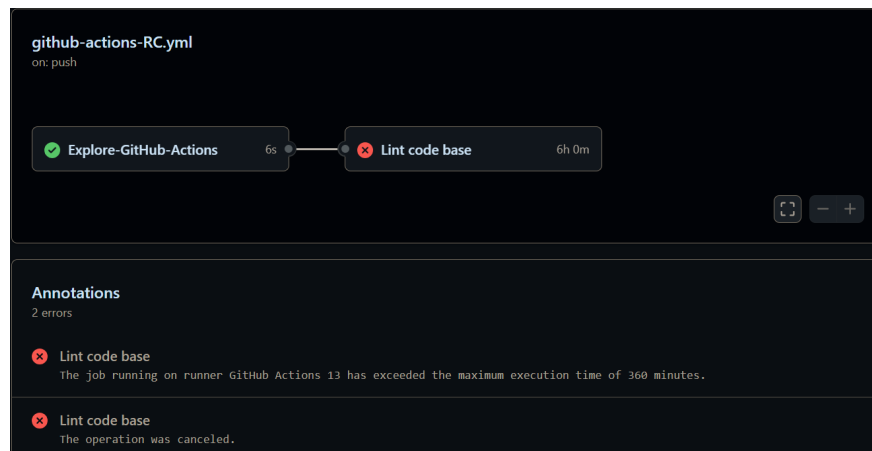 github-actions-RC.yml
on: push
Explore-GitHub-Actions 6s
Lint code base 6h 0m
Annotations
2 errors
Lint code base
The job running on runner GitHub Actions 13 has exceeded the maximum execution time of 360 minutes.
Lint code base
The operation was canceled.